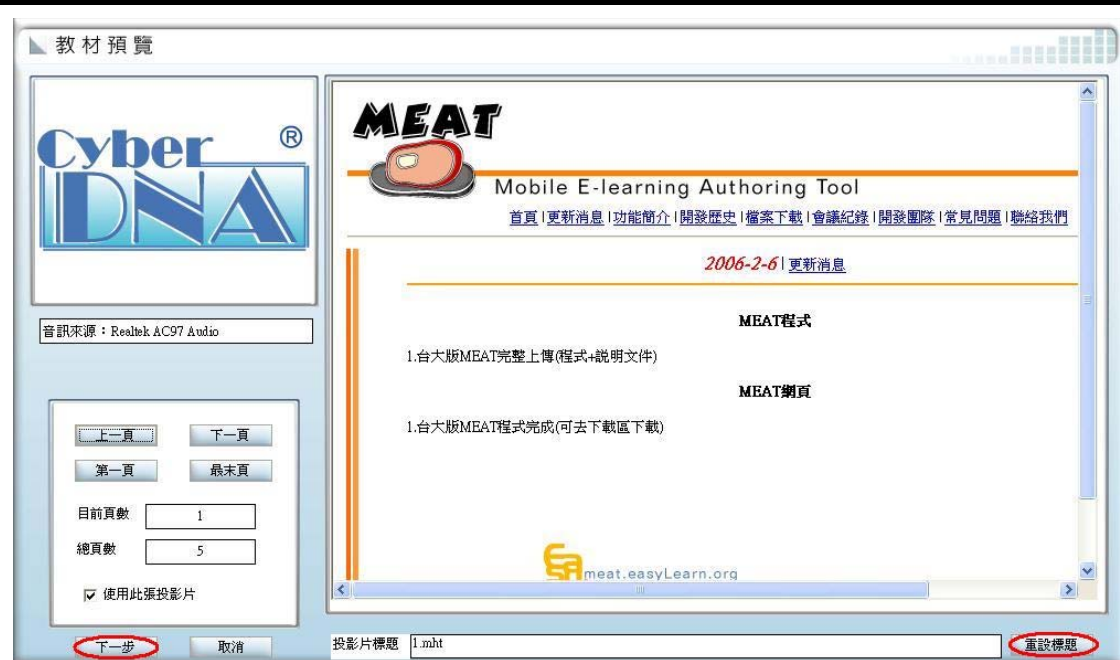 教材預覽
Cyber ®
DNA
音訊來源：Realtek AC97 Audio
上一頁 下一頁
第一頁 最末頁
目前頁數 1
總頁數 5
使用此張投影片
下一步 取消
MEAT
Mobile E-learning Authoring Tool
首頁 | 更新消息 | 功能簡介 | 開發歷史 | 檔案下載 | 會議紀錄 | 開發團隊 | 常見問題 | 聯絡我們
2006-2-6 | 更新消息
MEAT程式
1.台大版MEAT完整上傳(程式+說明文件)
MEAT網頁
1.台大版MEAT程式完成(可去下載區下載)
meat.easyLearn.org
投影片標題 1.mht 重設標題